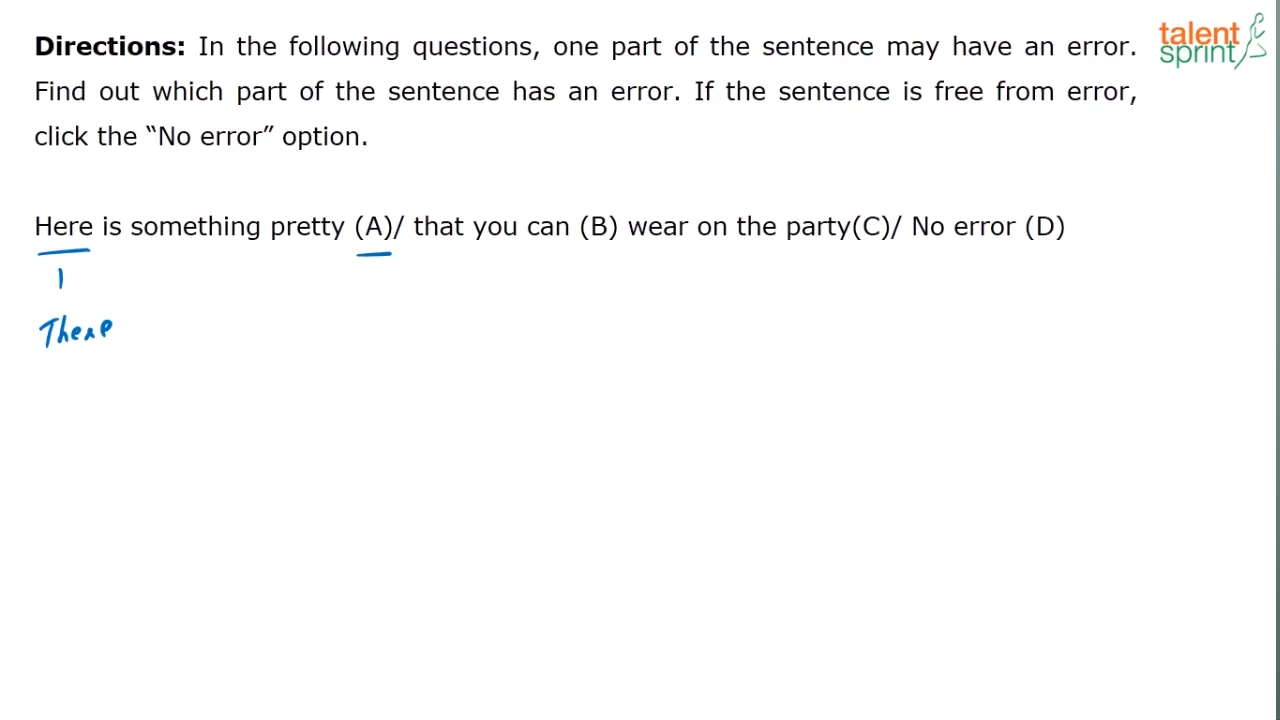 Directions: In the following questions, one part of the sentence may have an error.
talent
sprint
Find out which part of the sentence has an error. If the sentence is free from error,
click the “No error” option.
Here is something pretty (A)/ that you can (B) wear on the party(C)/ No error (D)
1
There